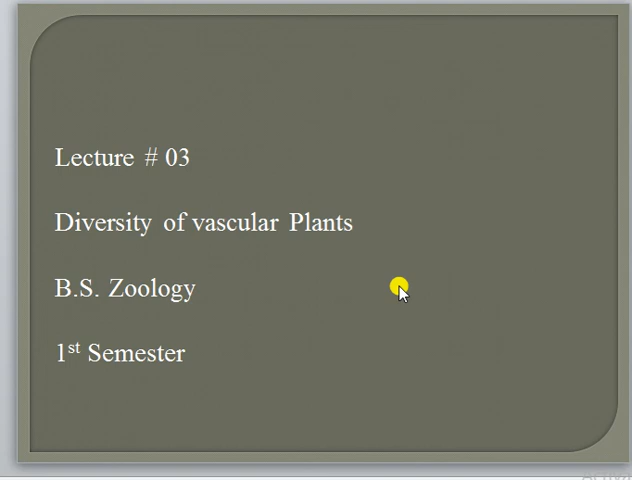 Lecture # 03
Diversity of vascular Plants
B.S. Zoology
1st Semester